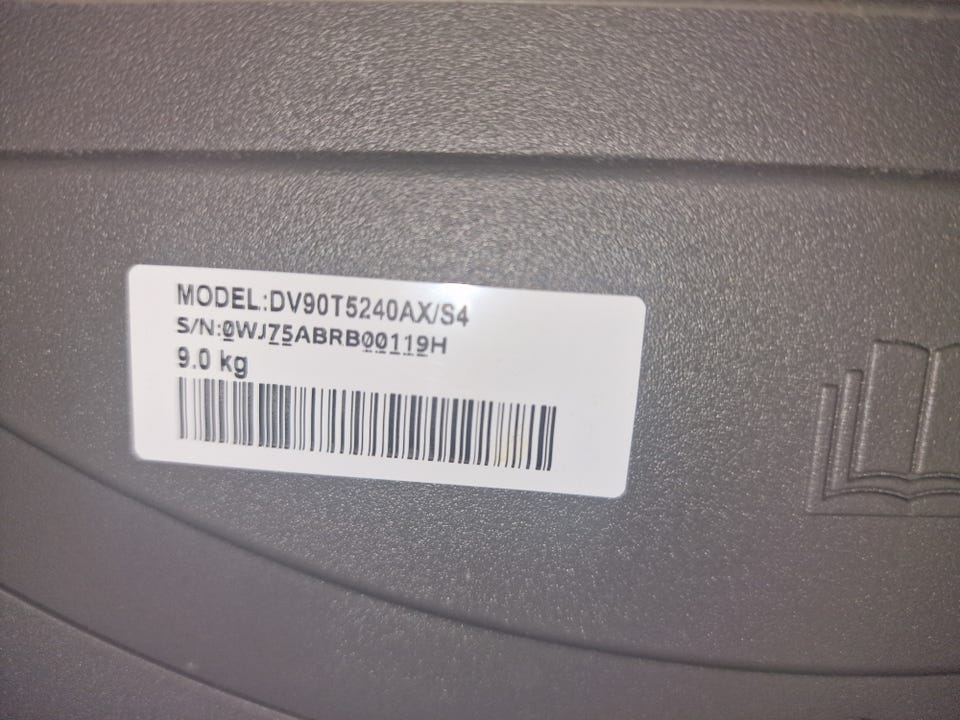 MODEL:DV90T5240AX/S4
S/N:0WJ75ABRB00119H
9.0 kg